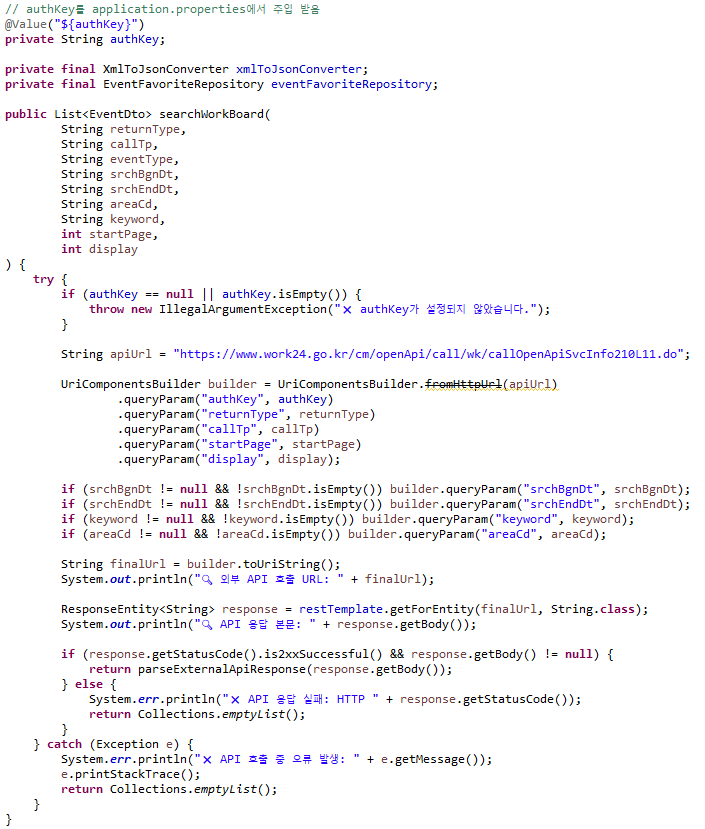 // authKey를 application.properties에서 주입 받음
@Value("${authKey}")
private String authKey;

private final XmlToJsonConverter xmlToJsonConverter;
private final EventFavoriteRepository eventFavoriteRepository;

public List<EventDto> searchWorkBoard(
        String returnType,
        String callTp,
        String eventType,
        String srchBgnDt,
        String srchEndDt,
        String areaCd,
        String keyword,
        int startPage,
        int display
) {
    try {
        if (authKey == null || authKey.isEmpty()) {
            throw new IllegalArgumentException("❌ authKey가 설정되지 않았습니다.");
        }

        String apiUrl = "https://www.work24.go.kr/cm/openApi/call/wk/callOpenApiSvcInfo210L11.do";

        UriComponentsBuilder builder = UriComponentsBuilder.fromHttpUrl(apiUrl)
                .queryParam("authKey", authKey)
                .queryParam("returnType", returnType)
                .queryParam("callTp", callTp)
                .queryParam("startPage", startPage)
                .queryParam("display", display);

        if (srchBgnDt != null && !srchBgnDt.isEmpty()) builder.queryParam("srchBgnDt", srchBgnDt);
        if (srchEndDt != null && !srchEndDt.isEmpty()) builder.queryParam("srchEndDt", srchEndDt);
        if (keyword != null && !keyword.isEmpty()) builder.queryParam("keyword", keyword);
        if (areaCd != null && !areaCd.isEmpty()) builder.queryParam("areaCd", areaCd);

        String finalUrl = builder.toUriString();
        System.out.println("🔍 외부 API 호출 URL: " + finalUrl);

        ResponseEntity<String> response = restTemplate.getForEntity(finalUrl, String.class);
        System.out.println("🔍 API 응답 본문: " + response.getBody());

        if (response.getStatusCode().is2xxSuccessful() && response.getBody() != null) {
            return parseExternalApiResponse(response.getBody());
        } else {
            System.err.println("❌ API 응답 실패: HTTP " + response.getStatusCode());
            return Collections.emptyList();
        }
    } catch (Exception e) {
        System.err.println("❌ API 호출 중 오류 발생: " + e.getMessage());
        e.printStackTrace();
        return Collections.emptyList();
    }
}